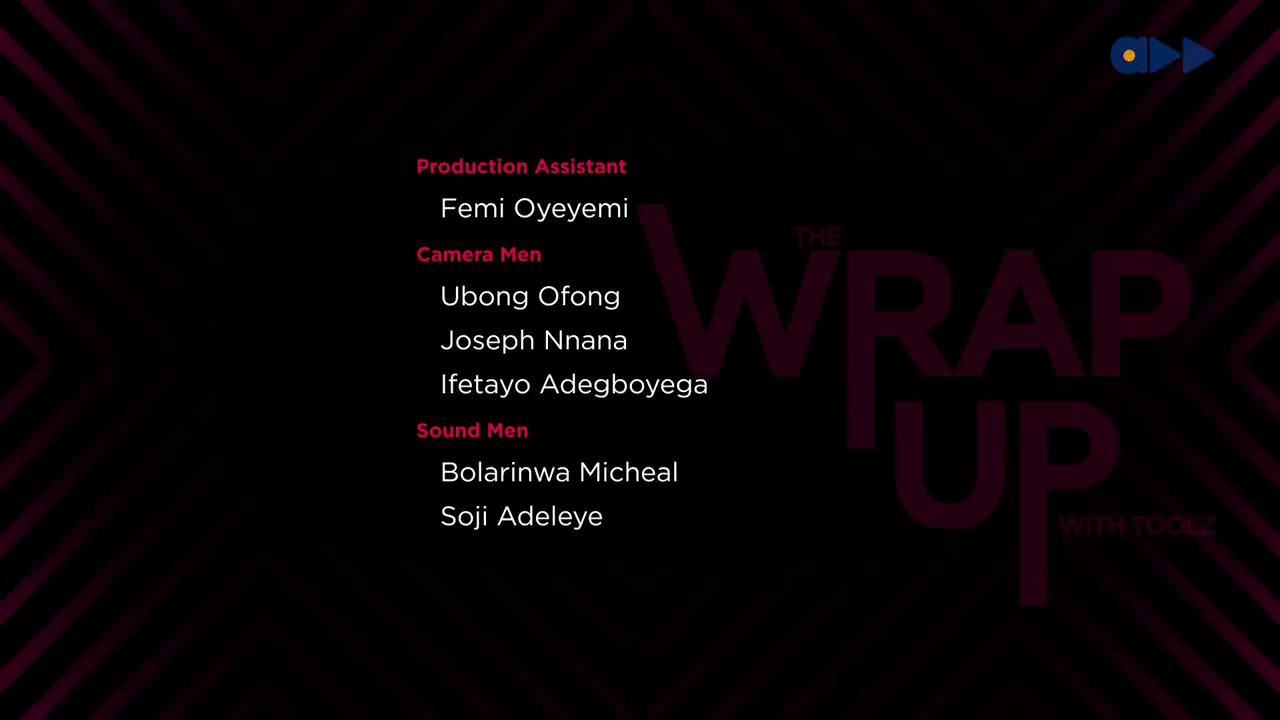 Production Assistant
Femi Oyeyemi
Camera Men
Ubong Ofong
Joseph Nnana
Ifetayo Adegboyega
Sound Men
Bolarinwa Micheal
Soji Adeleye
THE
WRAP
UP
WITH TOOLZ